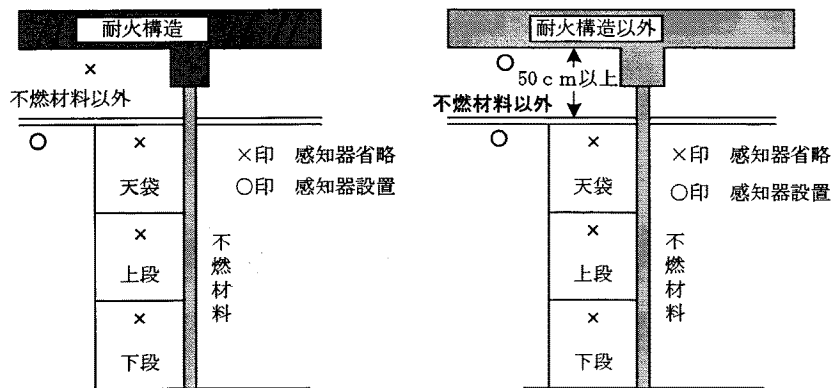 耐火構造
×
不燃材料以外
○
×
天袋
×
上段
×
下段
不燃材料
×印 感知器省略
○印 感知器設置
耐火構造以外
○
50cm以上
不燃材料以外
○
×
天袋
×
上段
×
下段
不燃材料
×印 感知器省略
○印 感知器設置